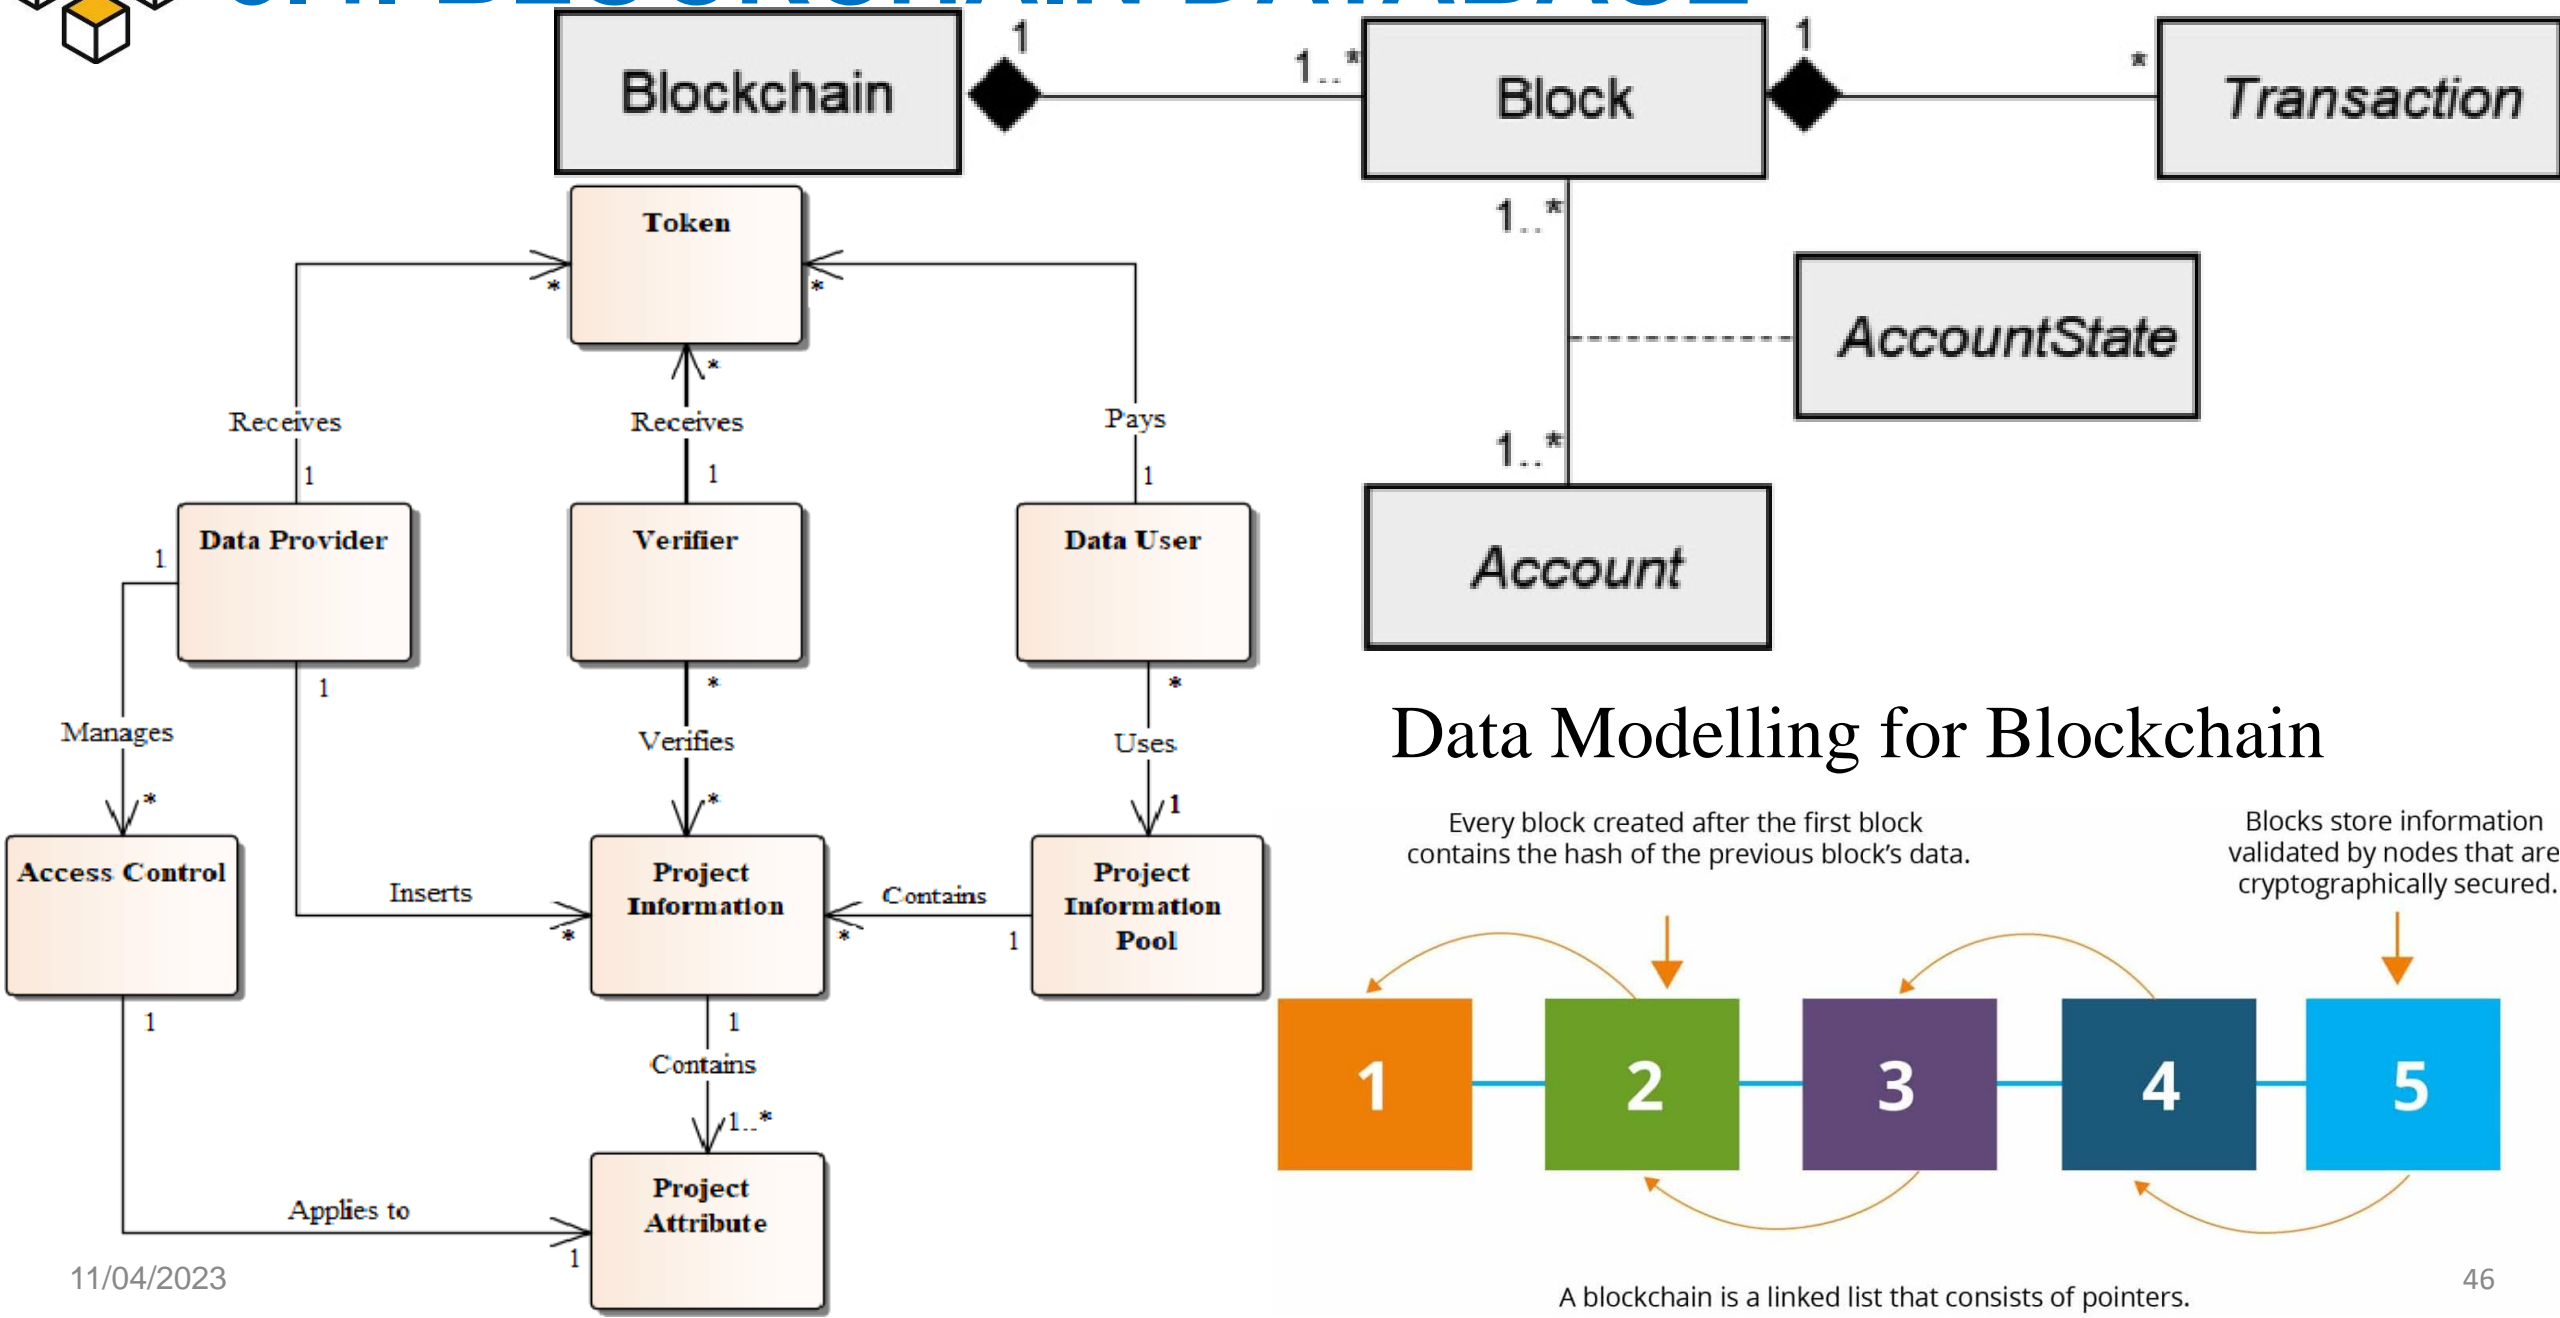 BLOCKCHAIN DATABASE
Blockchain
1
1..*
Block
1
*
Transaction
1..*
AccountState
1..*
Account
Token
*
*
*
Receives
Receives
Pays
1
1
1
Data Provider
Verifier
Data User
1
1
*
*
Manages
Verifies
Uses
*
*
1
Access Control
Inserts
*
Project
Information
Contains
*
1
Project
Information
Pool
1
1
Contains
1..*
Applies to
1
Project
Attribute
Data Modelling for Blockchain
Every block created after the first block
contains the hash of the previous block’s data.
Blocks store information
validated by nodes that are
cryptographically secured.
1
2
3
4
5
A blockchain is a linked list that consists of pointers.
11/04/2023
46